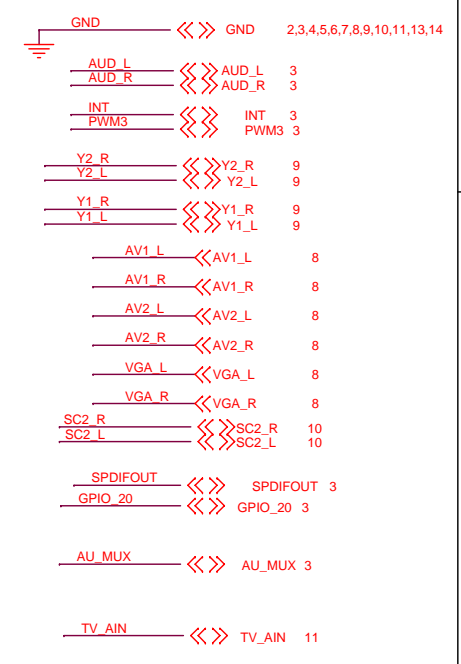 GND GND 2,3,4,5,6,7,8,9,10,11,13,14
AUD_L AUD_L 3
AUD_R AUD_R 3
INT INT 3
PWM3 PWM3 3
Y2_R Y2_R 9
Y2_L Y2_L 9
Y1_R Y1_R 9
Y1_L Y1_L 9
AV1_L AV1_L 8
AV1_R AV1_R 8
AV2_L AV2_L 8
AV2_R AV2_R 8
VGA_L VGA_L 8
VGA_R VGA_R 8
SC2_R SC2_R 10
SC2_L SC2_L 10
SPDIFOUT SPDIFOUT 3
GPIO_20 GPIO_20 3
AU_MUX AU_MUX 3
TV_AIN TV_AIN 11